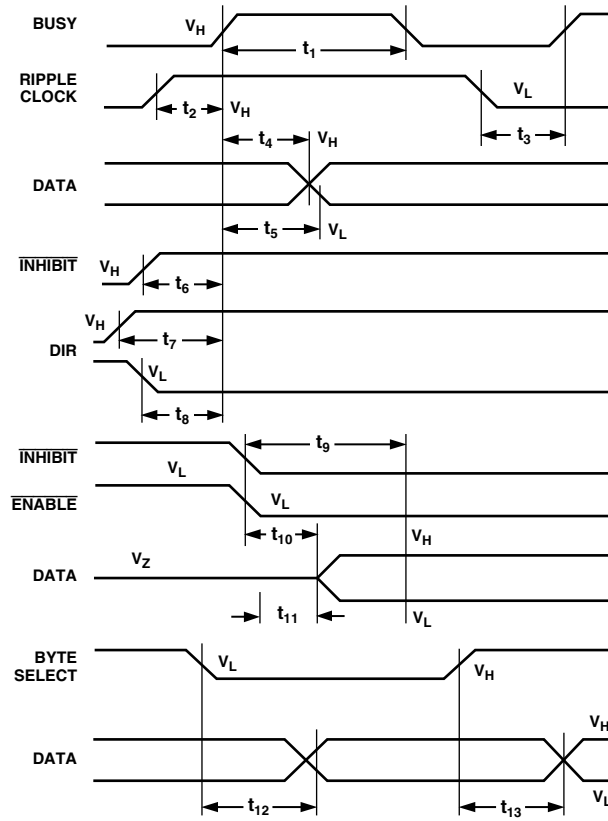 BUSY
V_H
t_1
RIPPLE
CLOCK
t_2
V_H
V_L
t_3
t_4
V_H
DATA
t_5
V_L
INHIBIT
V_H
t_6
V_H
t_7
DIR
V_L
t_8
INHIBIT
t_9
V_L
ENABLE
V_L
t_10
V_H
V_Z
DATA
t_11
V_L
BYTE
SELECT
V_L
V_H
V_H
DATA
V_L
t_12
t_13